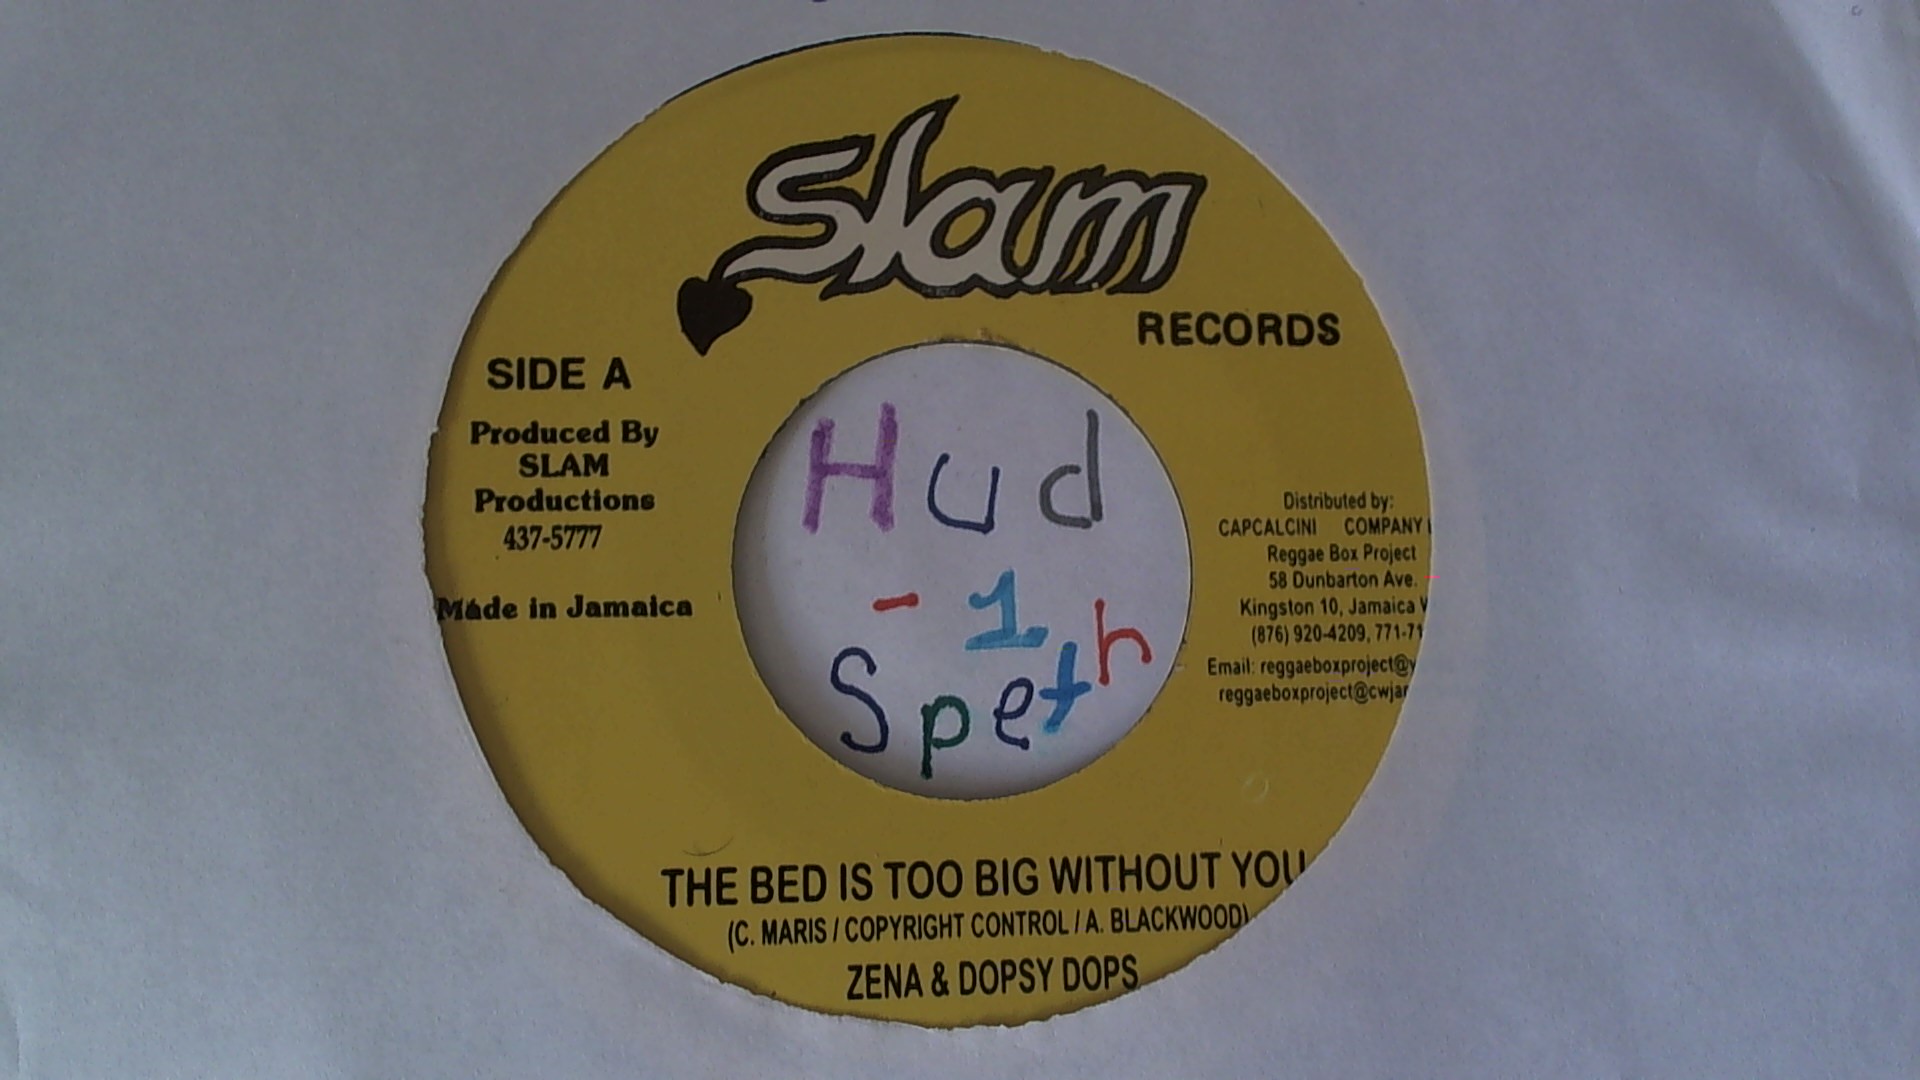 Slam
RECORDS
SIDE A
Produced By
SLAM
Productions
437-5777
Made in Jamaica
Hud
-1
Speth
Distributed by:
CAPCALCINI COMPANY
Reggae Box Project
58 Dunbarton Ave.
Kingston 10, Jamaica
(876) 920-4209, 771-71
Email: reggaeboxproject@y
reggaeboxproject@cwjam
THE BED IS TOO BIG WITHOUT YOU
(C. MARIS / COPYRIGHT CONTROL / A. BLACKWOOD)
ZENA & DOPSY DOPS